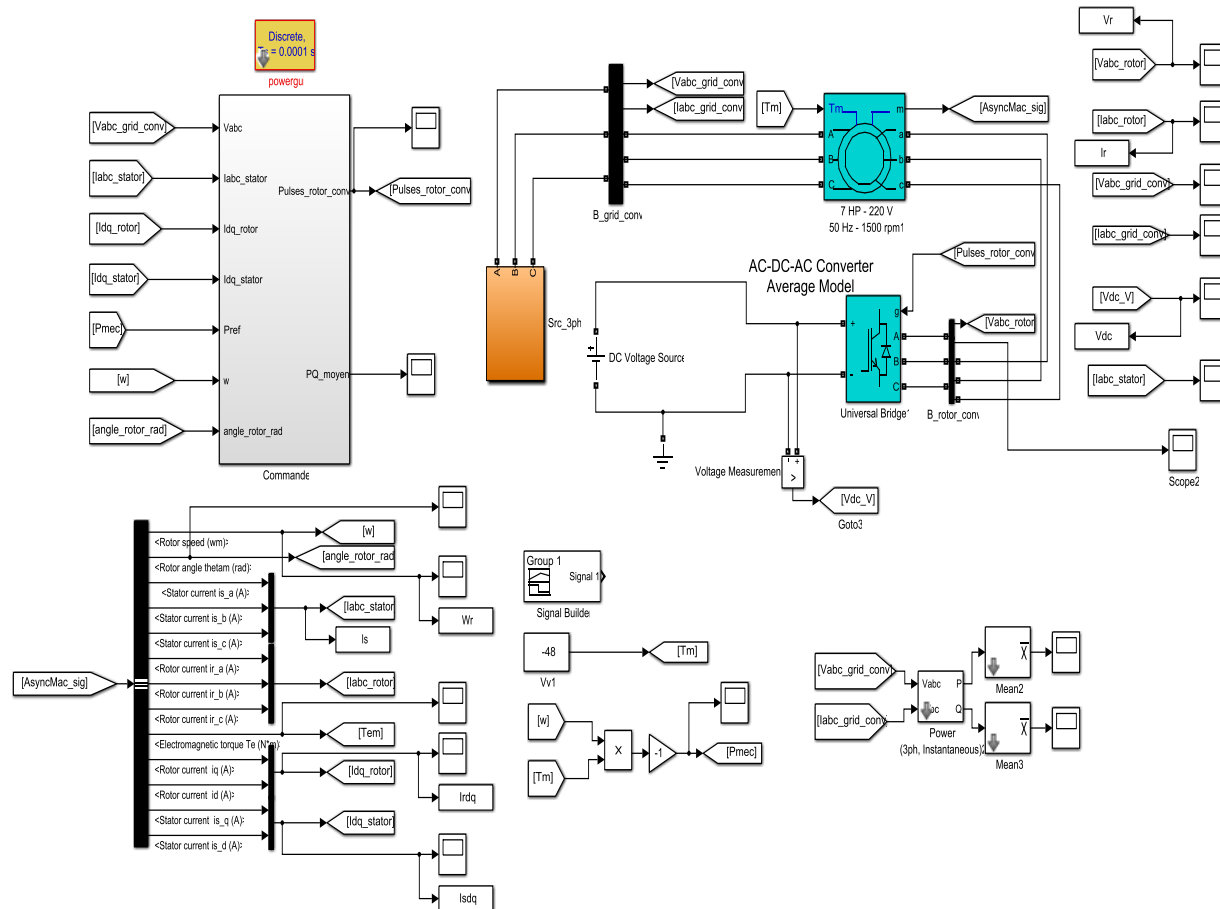 Discrete,
= 0.0001 s
powergu
[Vabc_grid_conv]
[Iabc_stator]
[Idq_rotor]
[Idq_stator]
[Pmec]
[w]
[angle_rotor_rad]
Vabc
Iabc_stator
Idq_rotor
Idq_stator
Pref
w
angle_rotor_rad
Pulses_rotor_conv
PQ_moyen
Commande
[Pulses_rotor_conv
A
B
C
Src_3ph
[Vabc_grid_conv
[Iabc_grid_conv
B_grid_conv
[Tm]
Tm
m
A
B
C
a
b
c
[AsyncMac_sig]
7 HP - 220 V
50 Hz - 1500 rpm1
AC-DC-AC Converter
Average Model
[Pulses_rotor_conv
DC Voltage Source
+
+
-
g
A
B
C
Universal Bridge1
[Vabc_rotor
B_rotor_conv
Voltage Measuremen
[Vdc_V]
Goto3
Scope2
Vr
[Vabc_rotor]
[Iabc_rotor]
Ir
[Vabc_grid_conv]
[Iabc_grid_conv]
[Vdc_V]
Vdc
[Iabc_stator]
[AsyncMac_sig]
<Rotor speed (wm):
<Rotor angle thetam (rad):
<Stator current is_a (A):
<Stator current is_b (A):
<Stator current is_c (A):
<Rotor current ir_a (A):
<Rotor current ir_b (A):
<Rotor current ir_c (A):
<Electromagnetic torque Te (N*m)
<Rotor current iq (A):
<Rotor current id (A):
<Stator current is_q (A):
<Stator current is_d (A):
[w]
[angle_rotor_rad
[Iabc_stator
Is
[Iabc_rotor
[Tem]
[Idq_rotor]
[Idq_stator]
Wr
Irdq
Isdq
Group 1
Signal 1
Signal Builde
-48
Vv1
[Tm]
[w]
[Tm]
X
-1
[Pmec]
[Vabc_grid_conv]
[Iabc_grid_conv
Vabc
P
Q
Power
(3ph, Instantaneous)
X
Mean2
X
Mean3